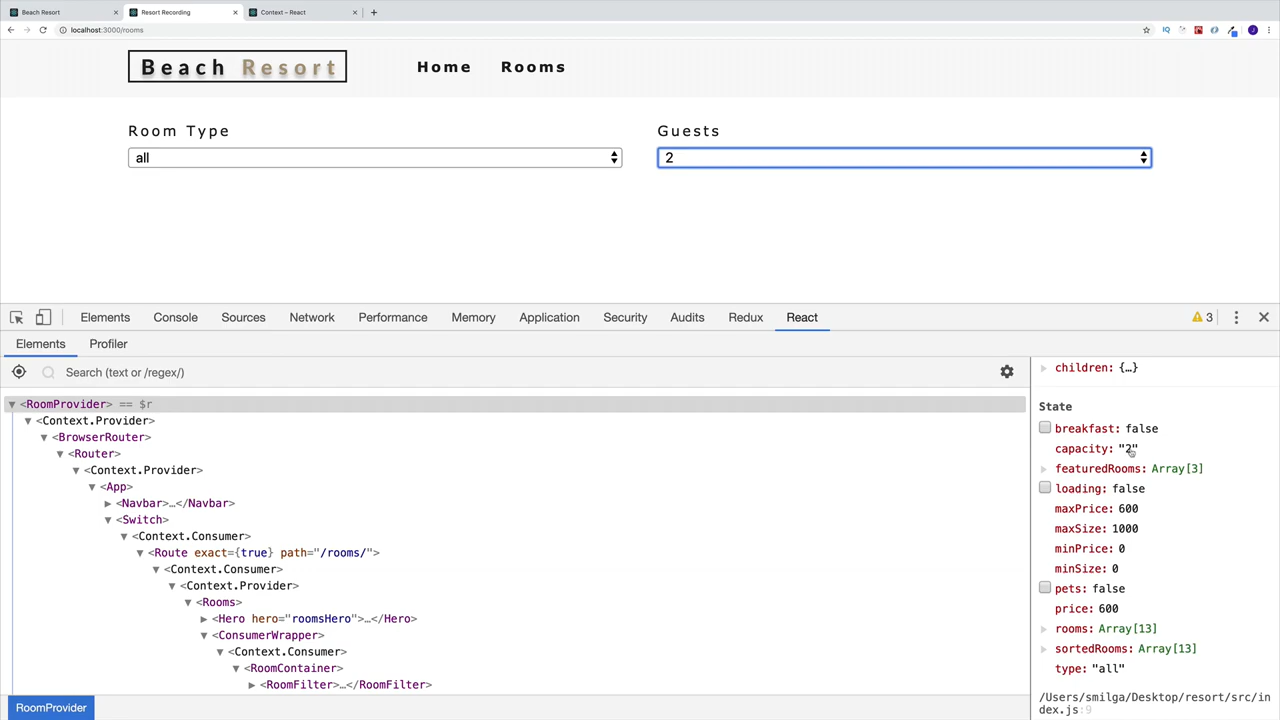 Beach Resort
Resort Recording
Context – React
localhost:3000/rooms
IQ
J
Beach Resort
Home
Rooms
Room Type
Guests
all
2
Elements
Console
Sources
Network
Performance
Memory
Application
Security
Audits
Redux
React
3
Elements
Profiler
Search (text or /regex/)
<RoomProvider> == $r
<Context.Provider>
<BrowserRouter>
<Router>
<Context.Provider>
<App>
<Navbar>…</Navbar>
<Switch>
<Context.Consumer>
<Route exact={true} path="/rooms/">
<Context.Consumer>
<Context.Provider>
<Rooms>
<Hero hero="roomsHero">…</Hero>
<ConsumerWrapper>
<Context.Consumer>
<RoomContainer>
<RoomFilter>…</RoomFilter>
RoomProvider
children: {…}
State
breakfast: false
capacity: "2"
featuredRooms: Array[3]
loading: false
maxPrice: 600
maxSize: 1000
minPrice: 0
minSize: 0
pets: false
price: 600
rooms: Array[13]
sortedRooms: Array[13]
type: "all"
/Users/smilga/Desktop/resort/src/in
dex.js:9